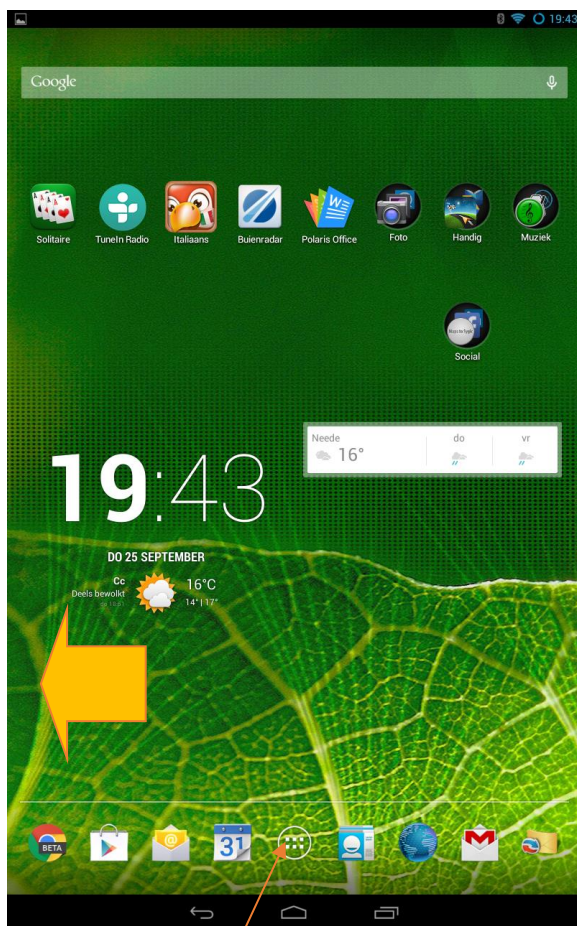 19:43
Google
Solitaire
TuneIn Radio
Italiaans
Buienradar
Polaris Office
Foto
Handig
Muziek
Social
Neede
16°
do
vr
19:43
DO 25 SEPTEMBER
Cc
Deels bewolkt
16°C
14° | 17°
BETA
@
31